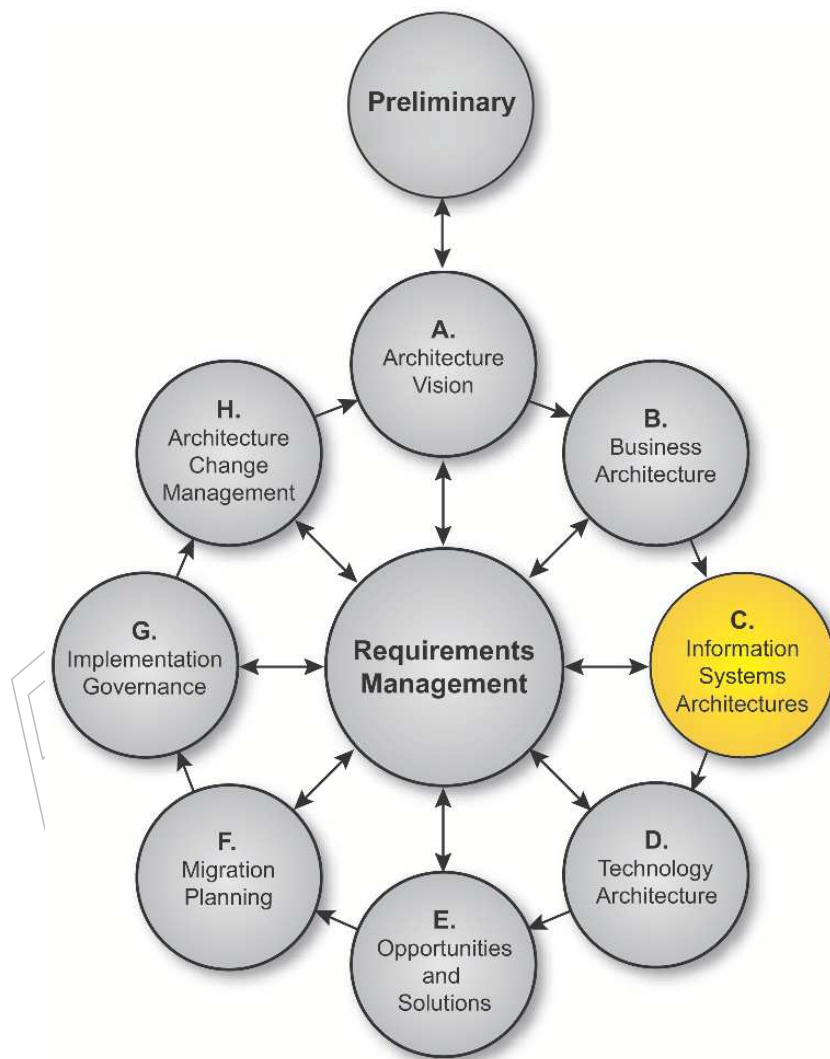 Preliminary
A.
Architecture
Vision
B.
Business
Architecture
C.
Information
Systems
Architectures
D.
Technology
Architecture
E.
Opportunities
and
Solutions
F.
Migration
Planning
G.
Implementation
Governance
H.
Architecture
Change
Management
Requirements
Management